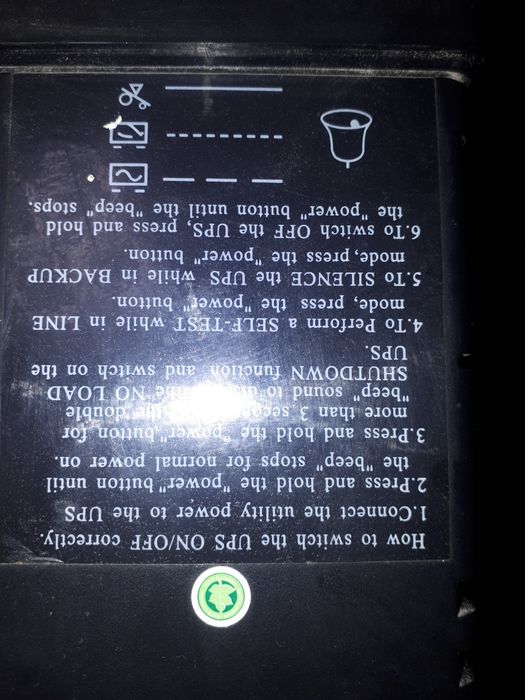 How to switch the UPS ON/OFF correctly.
1.Connect the utility power to the UPS
2.Press and hold the "power" button until
the "beep" stops for normal power on.
3.Press and hold the "power" button for
more than 3 the double
"beep" sound to the NO LOAD
SHUTDOWN function and switch on the
UPS.
4.To Perform a SELF-TEST while in LINE
mode, press the "power" button.
5.To SILENCE the UPS while in BACKUP
mode, press the "power" button.
6.To switch OFF the UPS, press and hold
the "power" button until the "beep" stops.